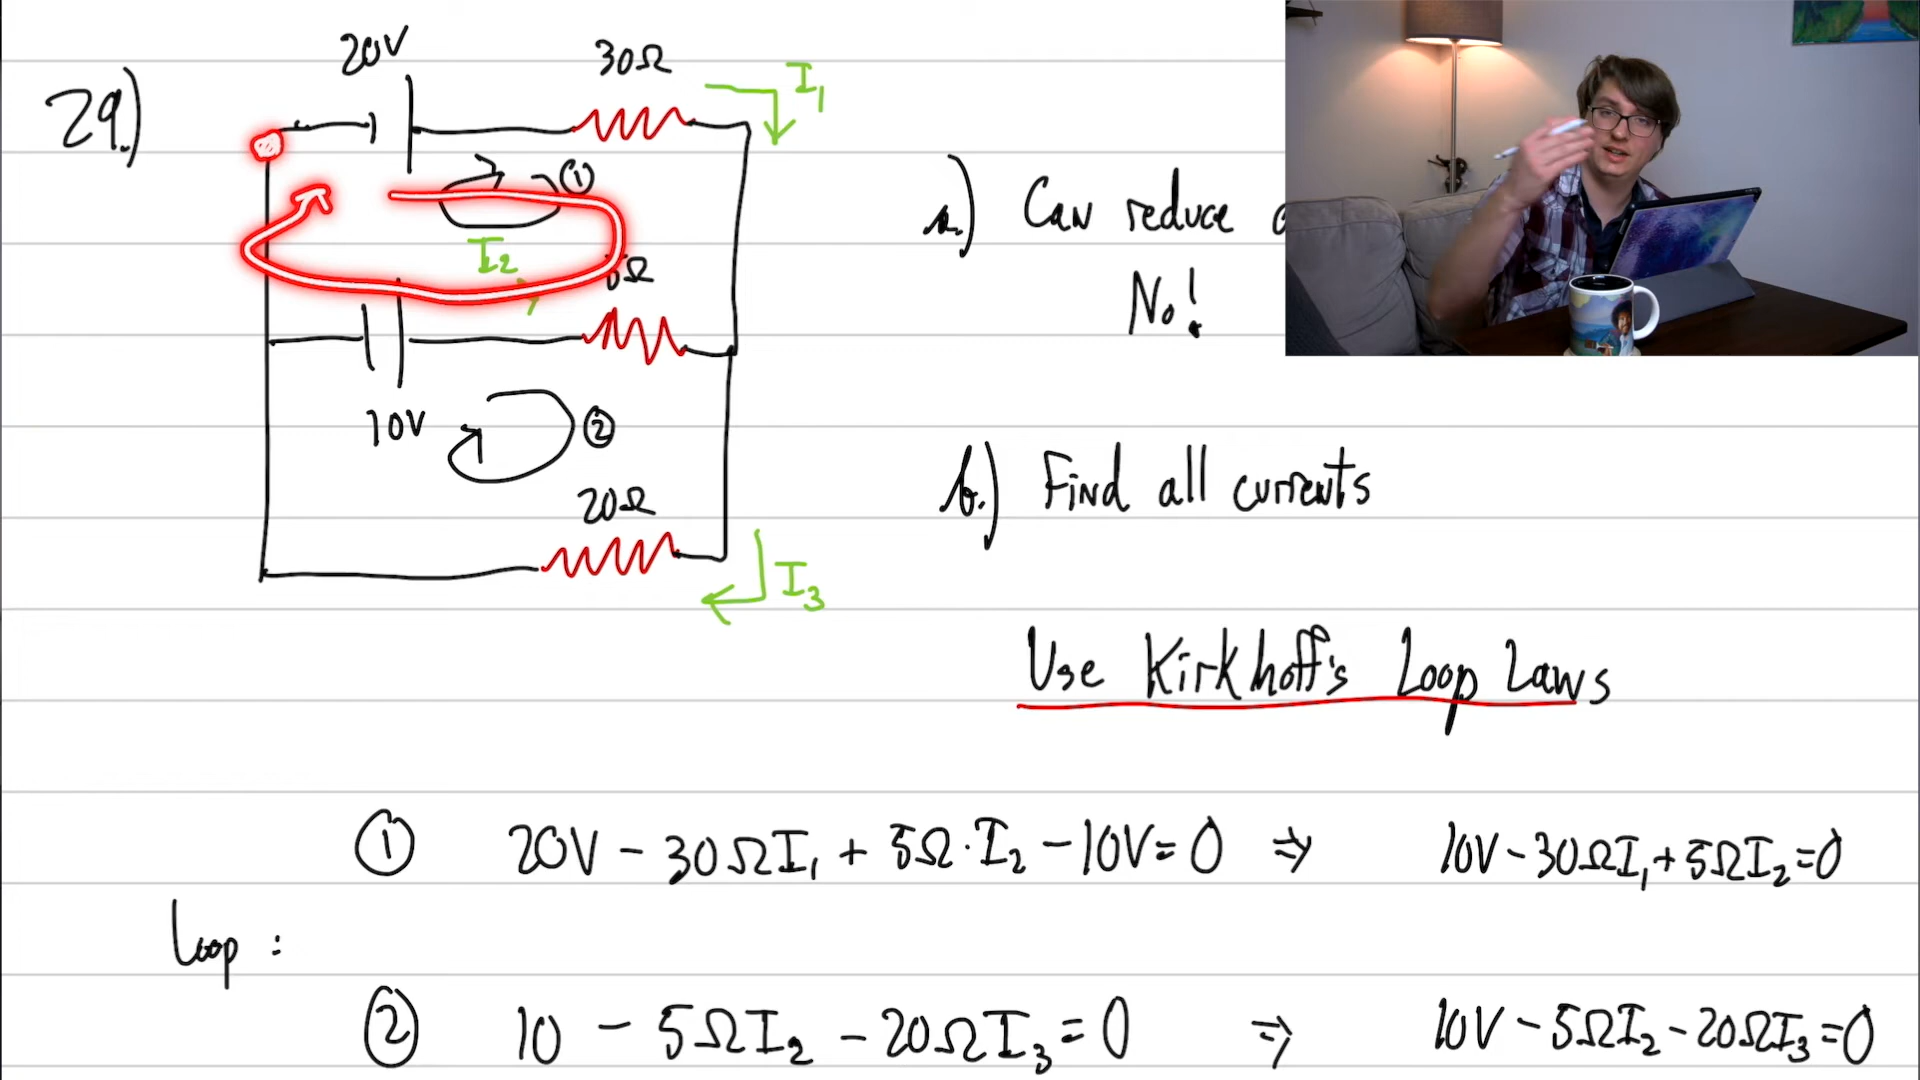 29.)
20V
30Ω
I₁
①
I₂
5Ω
10V
②
20Ω
I₃
a.) Can reduce
No!
b.) Find all currents
Use Kirkhoff's Loop Laws
① 20V - 30ΩI₁ + 5Ω·I₂ - 10V = 0 ⇒ 10V - 30ΩI₁ + 5ΩI₂ = 0
Loop :
② 10 - 5ΩI₂ - 20ΩI₃ = 0 ⇒ 10V - 5ΩI₂ - 20ΩI₃ = 0